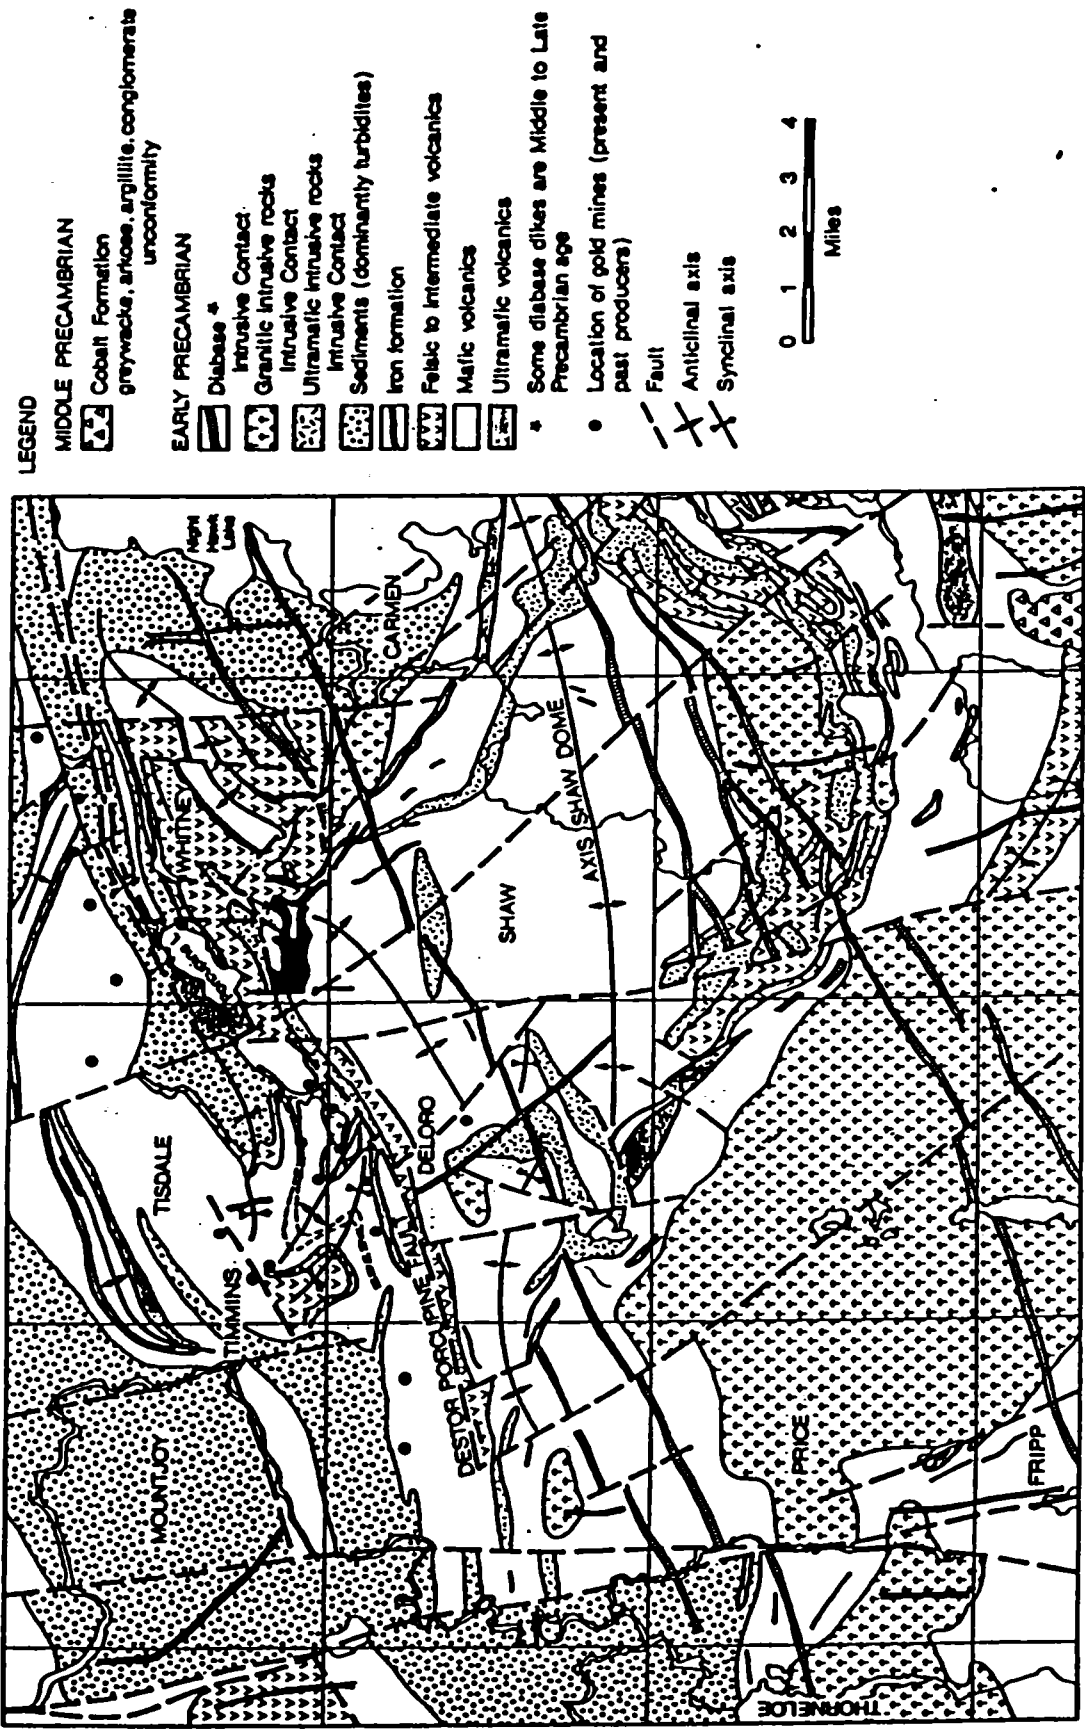 LEGEND
MIDDLE PRECAMBRIAN
Cobalt Formation
greywacke, arkose, argillite, conglomerate
unconformity
EARLY PRECAMBRIAN
Diabase *
Intrusive Contact
Granitic intrusive rocks
Intrusive Contact
Ultramafic intrusive rocks
Intrusive Contact
Sediments (dominantly turbidites)
Iron formation
Felsic to intermediate volcanics
Mafic volcanics
Ultramafic volcanics
* Some diabase dikes are Middle to Late
Precambrian age
Location of gold mines (present and
past producers)
Fault
Anticlinal axis
Synclinal axis
0 1 2 3 4
Miles
MOUNTJOY
TIMMINS
TISDALE
WHITNEY
Night
Hawk
Lake
CARMEN
DESTOR PORCUPINE FAULT
DELORO
SHAW
AXIS SHAW DOME
PRICE
FRIPP
THORNELOE